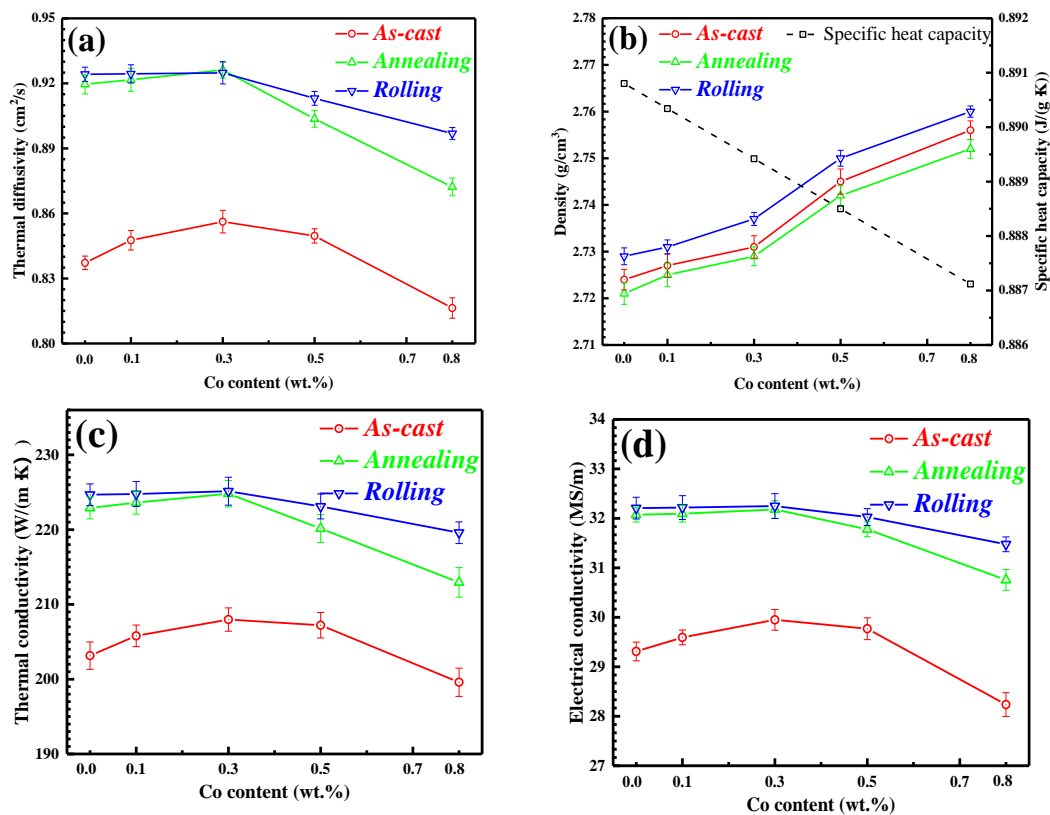 (a)
As-cast
Annealing
Rolling
Thermal diffusivity (cm²/s)
0.95
0.92
0.89
0.86
0.83
0.80
0.0 0.1 0.3 0.5 0.7 0.8
Co content (wt.%)
(b)
As-cast
Annealing
Rolling
Specific heat capacity
Density (g/cm³)
2.78
2.77
2.76
2.75
2.74
2.73
2.72
2.71
Specific heat capacity (J/(g K))
0.892
0.891
0.890
0.889
0.888
0.887
0.886
0.0 0.1 0.3 0.5 0.7 0.8
Co content (wt.%)
(c)
As-cast
Annealing
Rolling
Thermal conductivity (W/(m K)
230
220
210
200
190
0.0 0.1 0.3 0.5 0.7 0.8
Co content (wt.%)
(d)
As-cast
Annealing
Rolling
Electrical conductivity (MS/m)
34
33
32
31
30
29
28
27
0.0 0.1 0.3 0.5 0.7 0.8
Co content (wt.%)